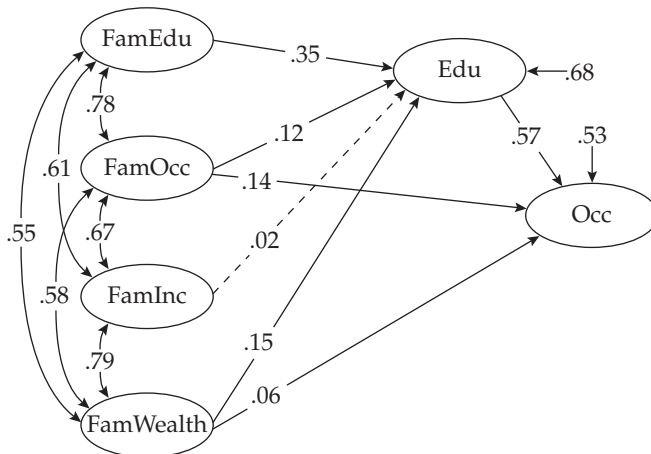 FamEdu
.35
Edu
.68
.78
.12
.57
.53
.61
FamOcc
.14
Occ
.55
.67
.02
.58
FamInc
.79
.15
.06
FamWealth